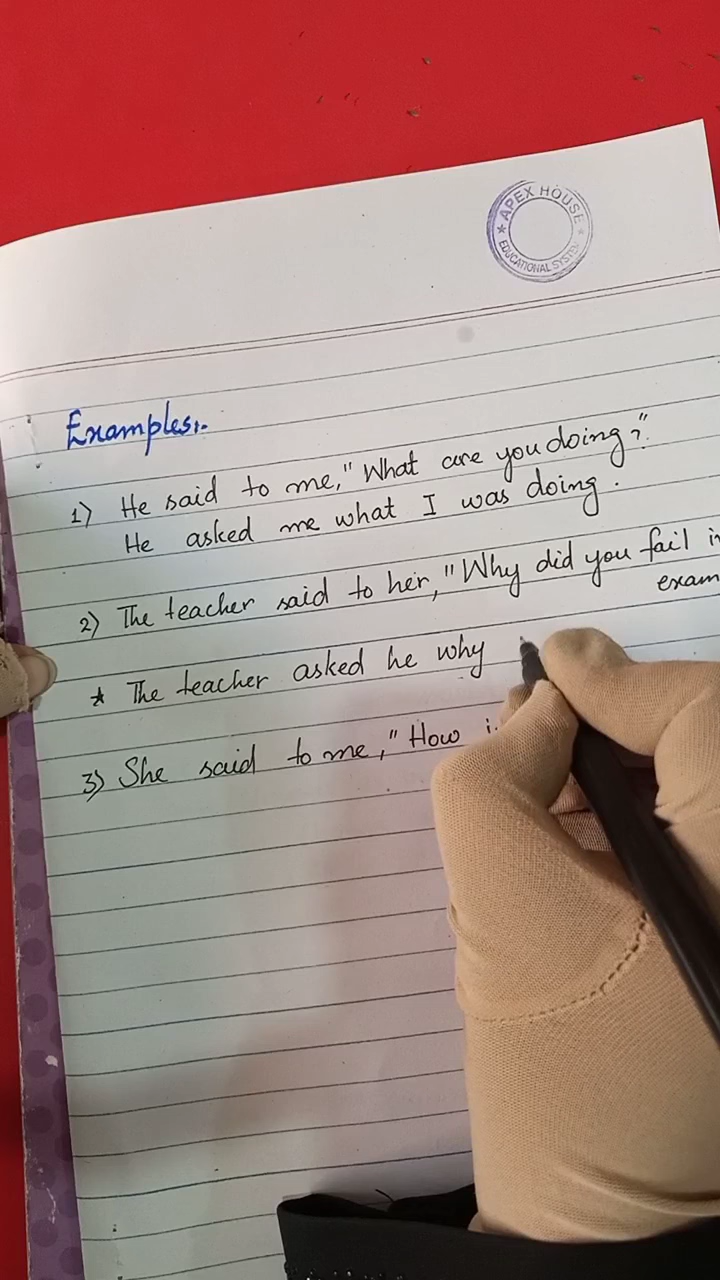 ★ APEX HOUSE ★
EDUCATIONAL SYSTEM
Examples:-
1) He said to me, "What are you doing?"
He asked me what I was doing.
2) The teacher said to her, "Why did you fail
exam
★ The teacher asked he why
3) She said to me, "How